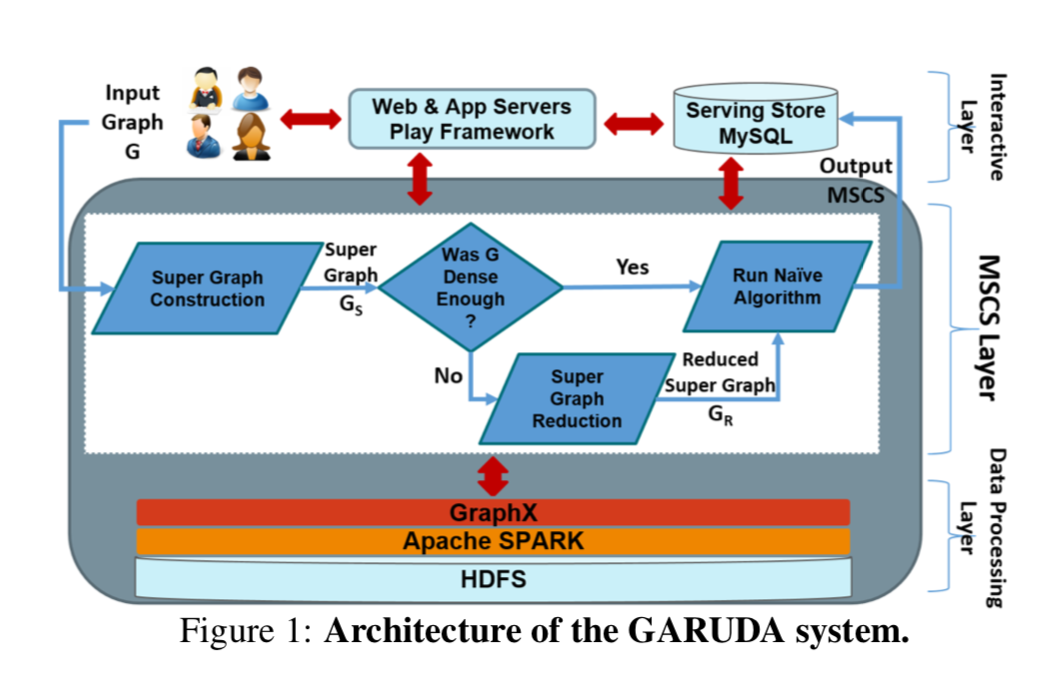 Input
Graph
G
Web & App Servers
Play Framework
Serving Store
MySQL
Interactive
Layer
Output
MSCS
Super Graph
Construction
Super
Graph
G_S
Was G
Dense
Enough
?
Yes
Run Naïve
Algorithm
No
Super
Graph
Reduction
Reduced
Super Graph
G_R
MSCS Layer
GraphX
Apache SPARK
HDFS
Data Processing
Layer
Figure 1: Architecture of the GARUDA system.